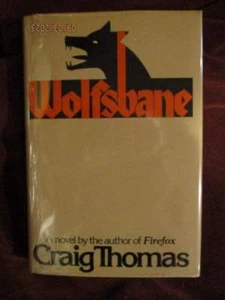 Wolfsbane
A novel by the author of Firefox
Craig Thomas